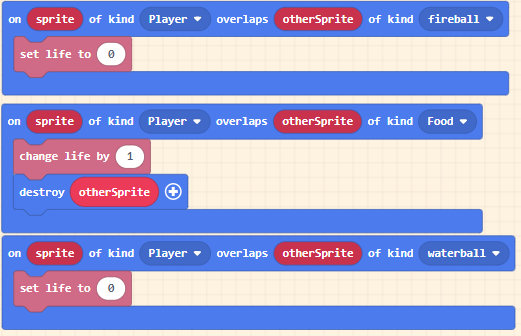 on sprite of kind Player overlaps otherSprite of kind fireball
set life to 0
on sprite of kind Player overlaps otherSprite of kind Food
change life by 1
destroy otherSprite
on sprite of kind Player overlaps otherSprite of kind waterball
set life to 0